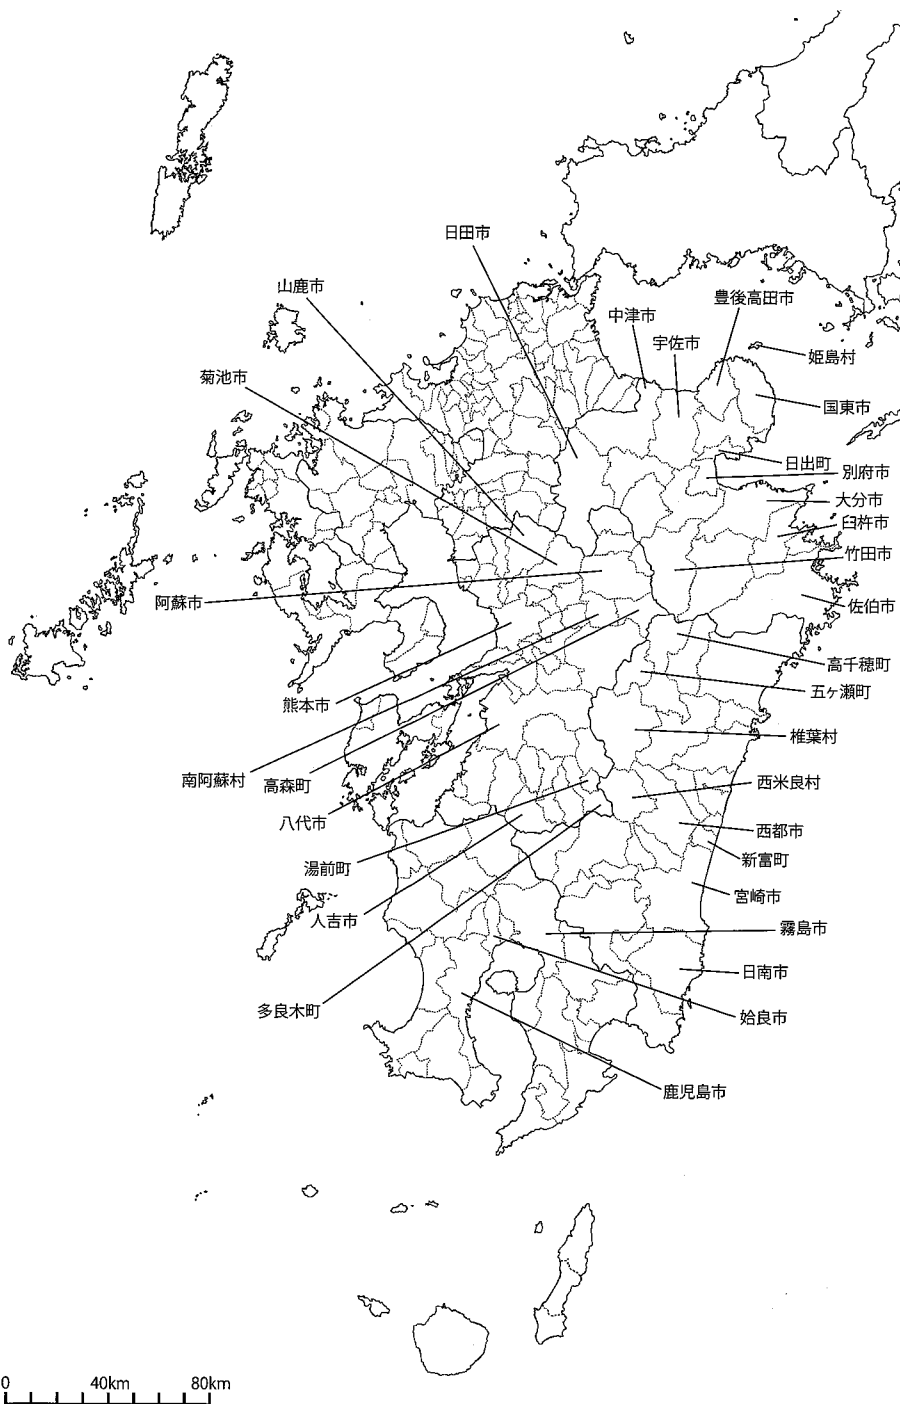 日田市
山鹿市
豊後高田市
中津市
宇佐市
姫島村
菊池市
国東市
日出町
別府市
大分市
臼杵市
竹田市
阿蘇市
佐伯市
高千穂町
五ヶ瀬町
熊本市
椎葉村
南阿蘇村
高森町
西米良村
八代市
西都市
新富町
湯前町
宮崎市
人吉市
霧島市
日南市
多良木町
姶良市
鹿児島市
0 40km 80km